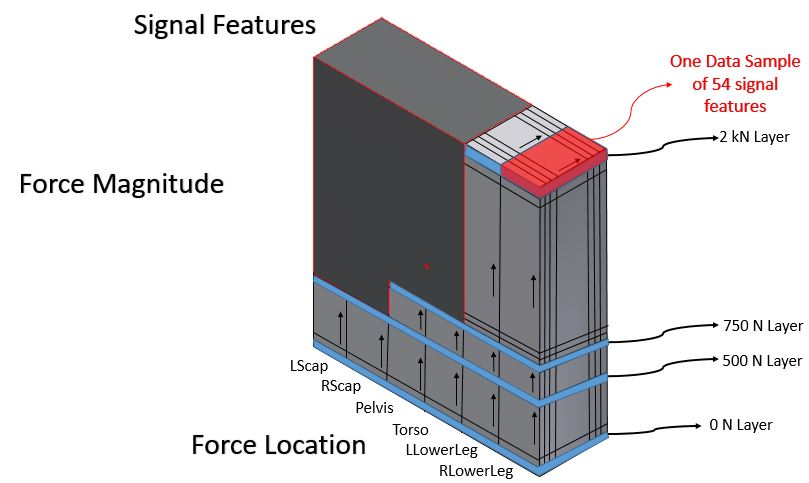 Signal Features
One Data Sample
of 54 signal
features
2 kN Layer
Force Magnitude
750 N Layer
500 N Layer
0 N Layer
LScap
RScap
Pelvis
Torso
LLowerLeg
RLowerLeg
Force Location